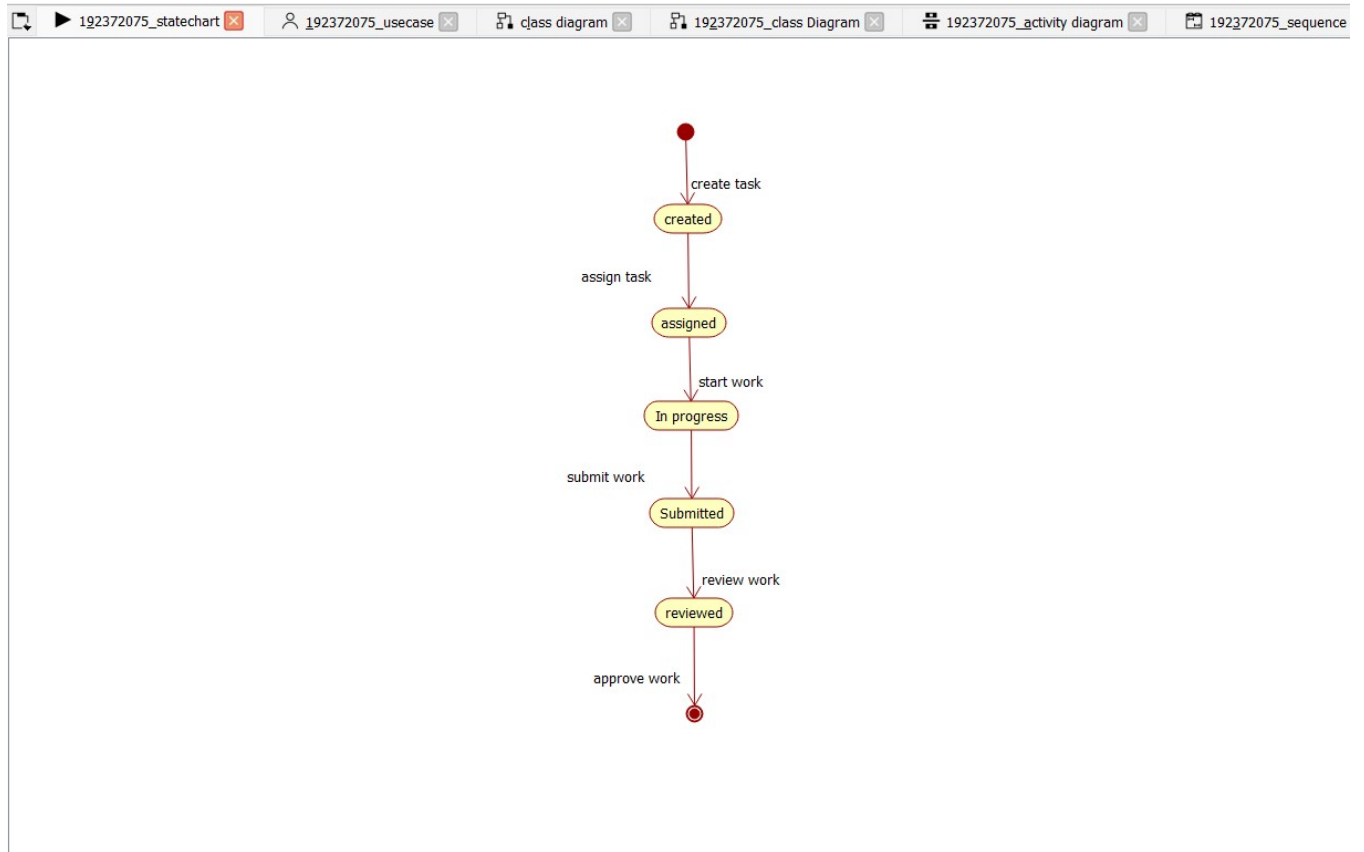 192372075_statechart 192372075_usecase class diagram 192372075_class Diagram 192372075_activity diagram 192372075_sequence
create task
created
assign task
assigned
start work
In progress
submit work
Submitted
review work
reviewed
approve work